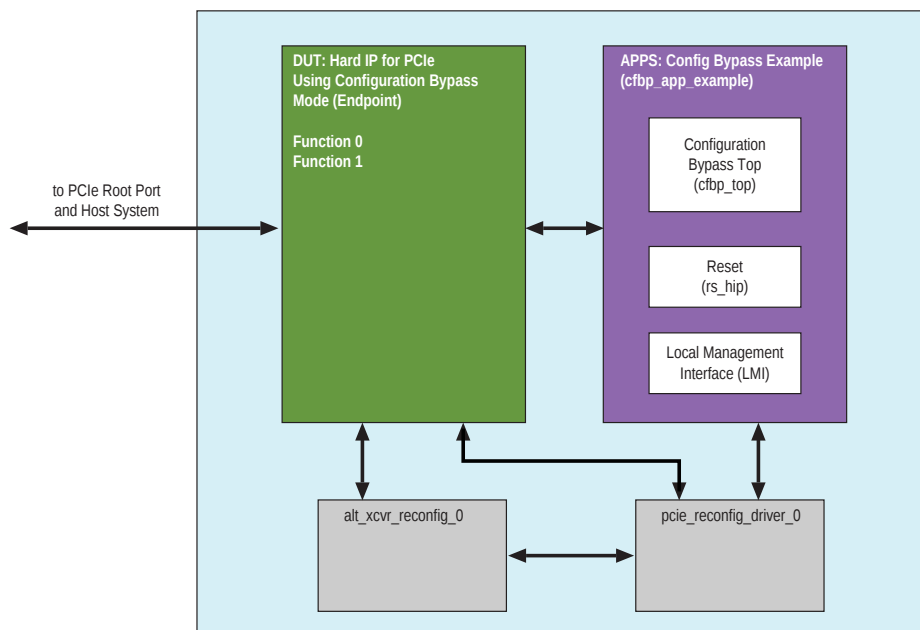 DUT: Hard IP for PCIe
Using Configuration Bypass
Mode (Endpoint)
Function 0
Function 1
APPS: Config Bypass Example
(cfbp_app_example)
Configuration
Bypass Top
(cfbp_top)
to PCIe Root Port
and Host System
Reset
(rs_hip)
Local Management
Interface (LMI)
alt_xcvr_reconfig_0
pcie_reconfig_driver_0